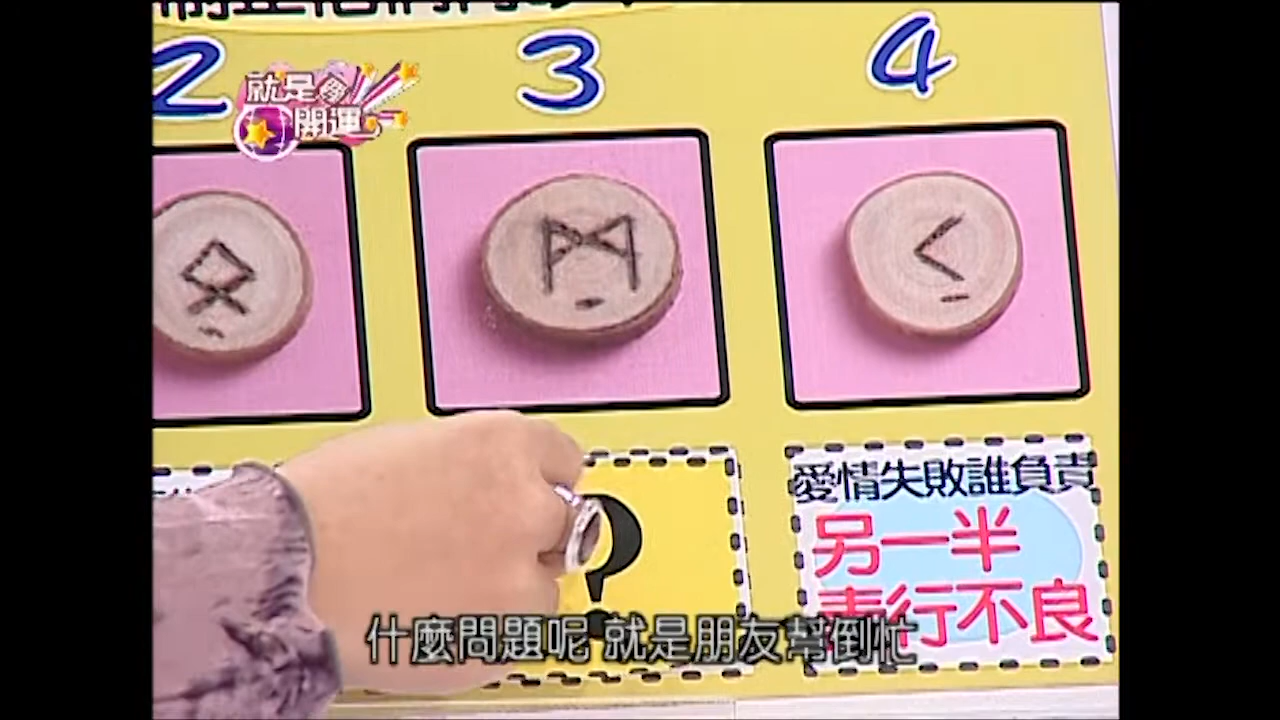 2
3
4
就是會
開運
愛情失敗誰負責
另一半
素行不良
?
什麼問題呢 就是朋友幫倒忙